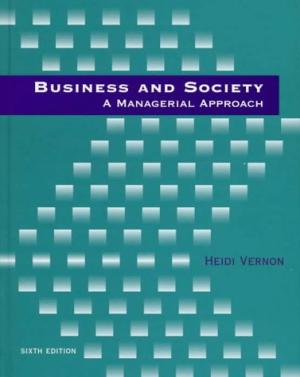 BUSINESS AND SOCIETY
A MANAGERIAL APPROACH
HEIDI VERNON
SIXTH EDITION